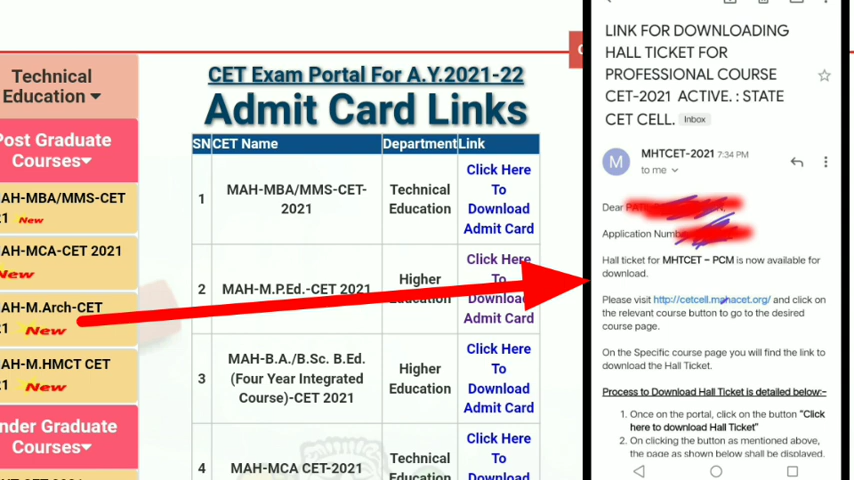 Technical
Education
Post Graduate
Courses
AH-MBA/MMS-CET
21 New
AH-MCA-CET 2021
New
AH-M.Arch-CET
21 New
AH-M.HMCT CET
21 New
nder Graduate
Courses
CET Exam Portal For A.Y.2021-22
Admit Card Links
SN CET Name Department Link
1 MAH-MBA/MMS-CET-2021 Technical Education Click Here To Download Admit Card
2 MAH-M.P.Ed.-CET 2021 Higher Education Click Here To Download Admit Card
3 MAH-B.A./B.Sc. B.Ed. (Four Year Integrated Course)-CET 2021 Higher Education Click Here To Download Admit Card
4 MAH-MCA CET-2021 Technical Education Click Here To Download
LINK FOR DOWNLOADING
HALL TICKET FOR
PROFESSIONAL COURSE
CET-2021 ACTIVE. : STATE
CET CELL. Inbox
M
MHTCET-2021 7:34 PM
to me
Dear
Application Numb
Hall ticket for MHTCET – PCM is now available for
download.
Please visit http://cetcell.mahacet.org/ and click on
the relevant course button to go to the desired
course page.
On the Specific course page you will find the link to
download the Hall Ticket.
Process to Download Hall Ticket is detailed below:-
1. Once on the portal, click on the button "Click
here to download Hall Ticket"
2. On clicking the button as mentioned above,
the page as shown below shall be displayed.